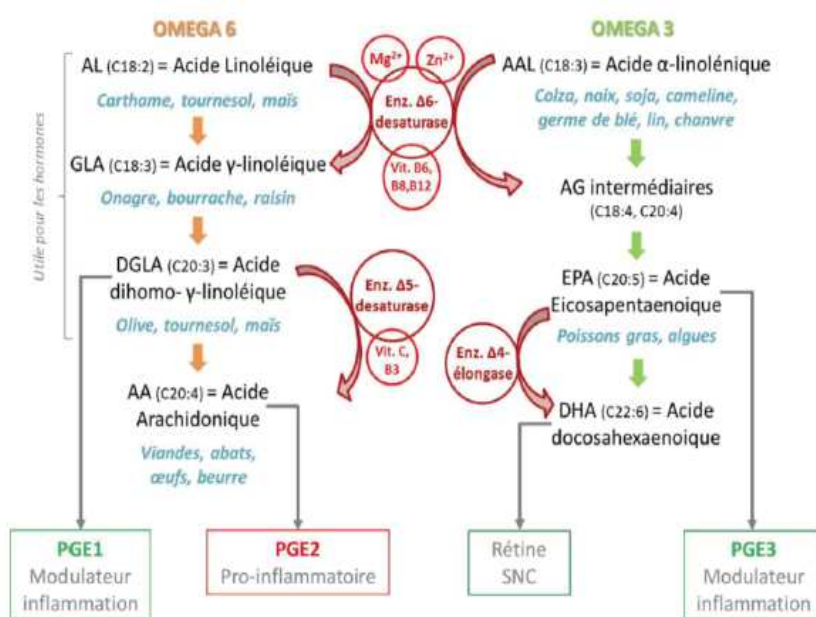 OMEGA 6
OMEGA 3
Utile pour les hormones
AL (C18:2) = Acide Linoléique
Carthame, tournesol, maïs
GLA (C18:3) = Acide γ-linoléique
Onagre, bourrache, raisin
DGLA (C20:3) = Acide
dihomo- γ-linoléique
Olive, tournesol, maïs
AA (C20:4) = Acide
Arachidonique
Viandes, abats,
œufs, beurre
Mg²⁺
Zn²⁺
Enz. Δ6-
desaturase
Vit. B6,
B8,B12
Enz. Δ5-
desaturase
Vit. C,
B3
Enz. Δ4-
élongase
AAL (C18:3) = Acide α-linolénique
Colza, noix, soja, cameline,
germe de blé, lin, chanvre
AG intermédiaires
(C18:4, C20:4)
EPA (C20:5) = Acide
Eicosapentaenoique
Poissons gras, algues
DHA (C22:6) = Acide
docosahexaenoique
PGE1
Modulateur
inflammation
PGE2
Pro-inflammatoire
Rétine
SNC
PGE3
Modulateur
inflammation